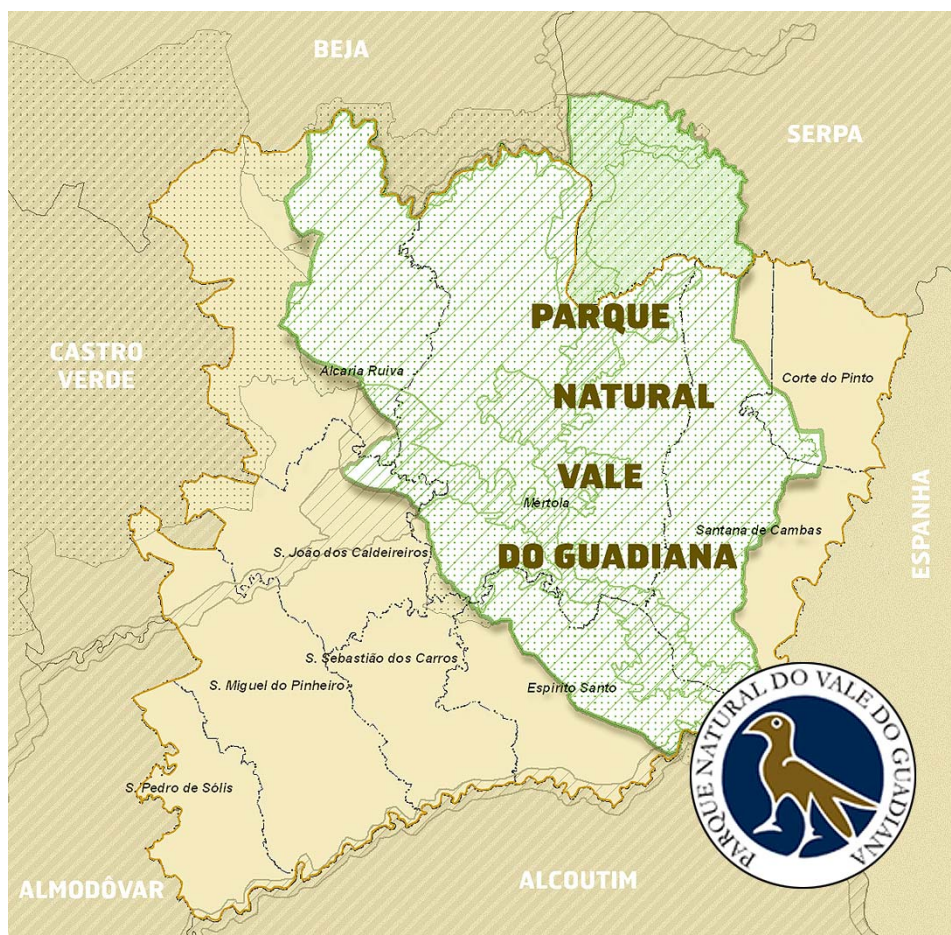 BEJA
SERPA
PARQUE
CASTRO
VERDE
Alcaria Ruiva
Corte do Pinto
NATURAL
VALE
Mértola
Santana de Cambas
ESPANHA
S. João dos Caldeireiros
DO GUADIANA
S. Sebastião dos Carros
S. Miguel do Pinheiro
Espírito Santo
S. Pedro de Sólis
PARQUE NATURAL DO VALE DO GUADIANA
ALMODÔVAR
ALCOUTIM